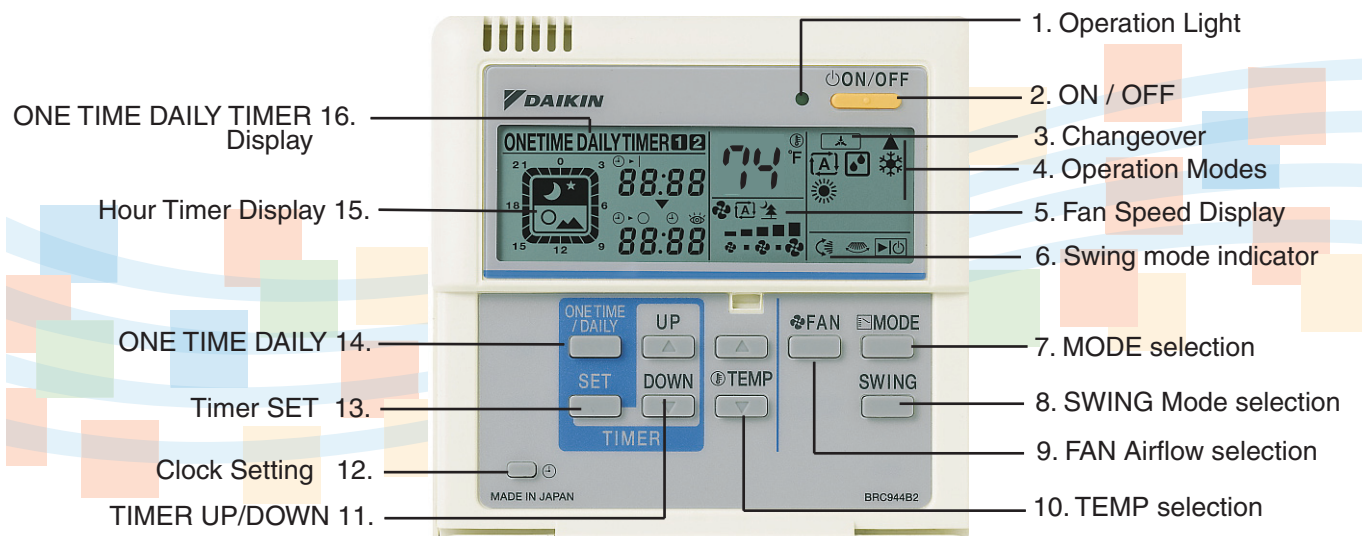 1. Operation Light
2. ON / OFF
3. Changeover
4. Operation Modes
5. Fan Speed Display
6. Swing mode indicator
7. MODE selection
8. SWING Mode selection
9. FAN Airflow selection
10. TEMP selection
TIMER UP/DOWN 11.
Clock Setting 12.
Timer SET 13.
ONE TIME DAILY 14.
Hour Timer Display 15.
ONE TIME DAILY TIMER 16.
Display
DAIKIN
ON/OFF
ONETIME DAILYTIMER 1 2
21 0 3
18 6
15 12 9
88:88
88:88
74 °F
A
A
ONE TIME
/DAILY
UP
SET
DOWN
TIMER
TEMP
FAN
MODE
SWING
MADE IN JAPAN
BRC944B2